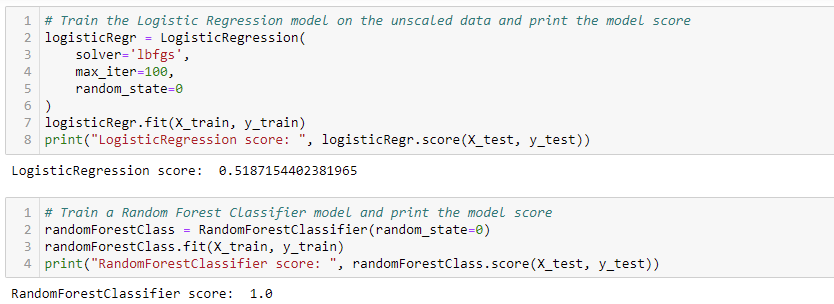 1 # Train the Logistic Regression model on the unscaled data and print the model score
2 logisticRegr = LogisticRegression(
3     solver='lbfgs',
4     max_iter=100,
5     random_state=0
6 )
7 logisticRegr.fit(X_train, y_train)
8 print("LogisticRegression score: ", logisticRegr.score(X_test, y_test))
LogisticRegression score:  0.5187154402381965
1 # Train a Random Forest Classifier model and print the model score
2 randomForestClass = RandomForestClassifier(random_state=0)
3 randomForestClass.fit(X_train, y_train)
4 print("RandomForestClassifier score: ", randomForestClass.score(X_test, y_test))
RandomForestClassifier score:  1.0